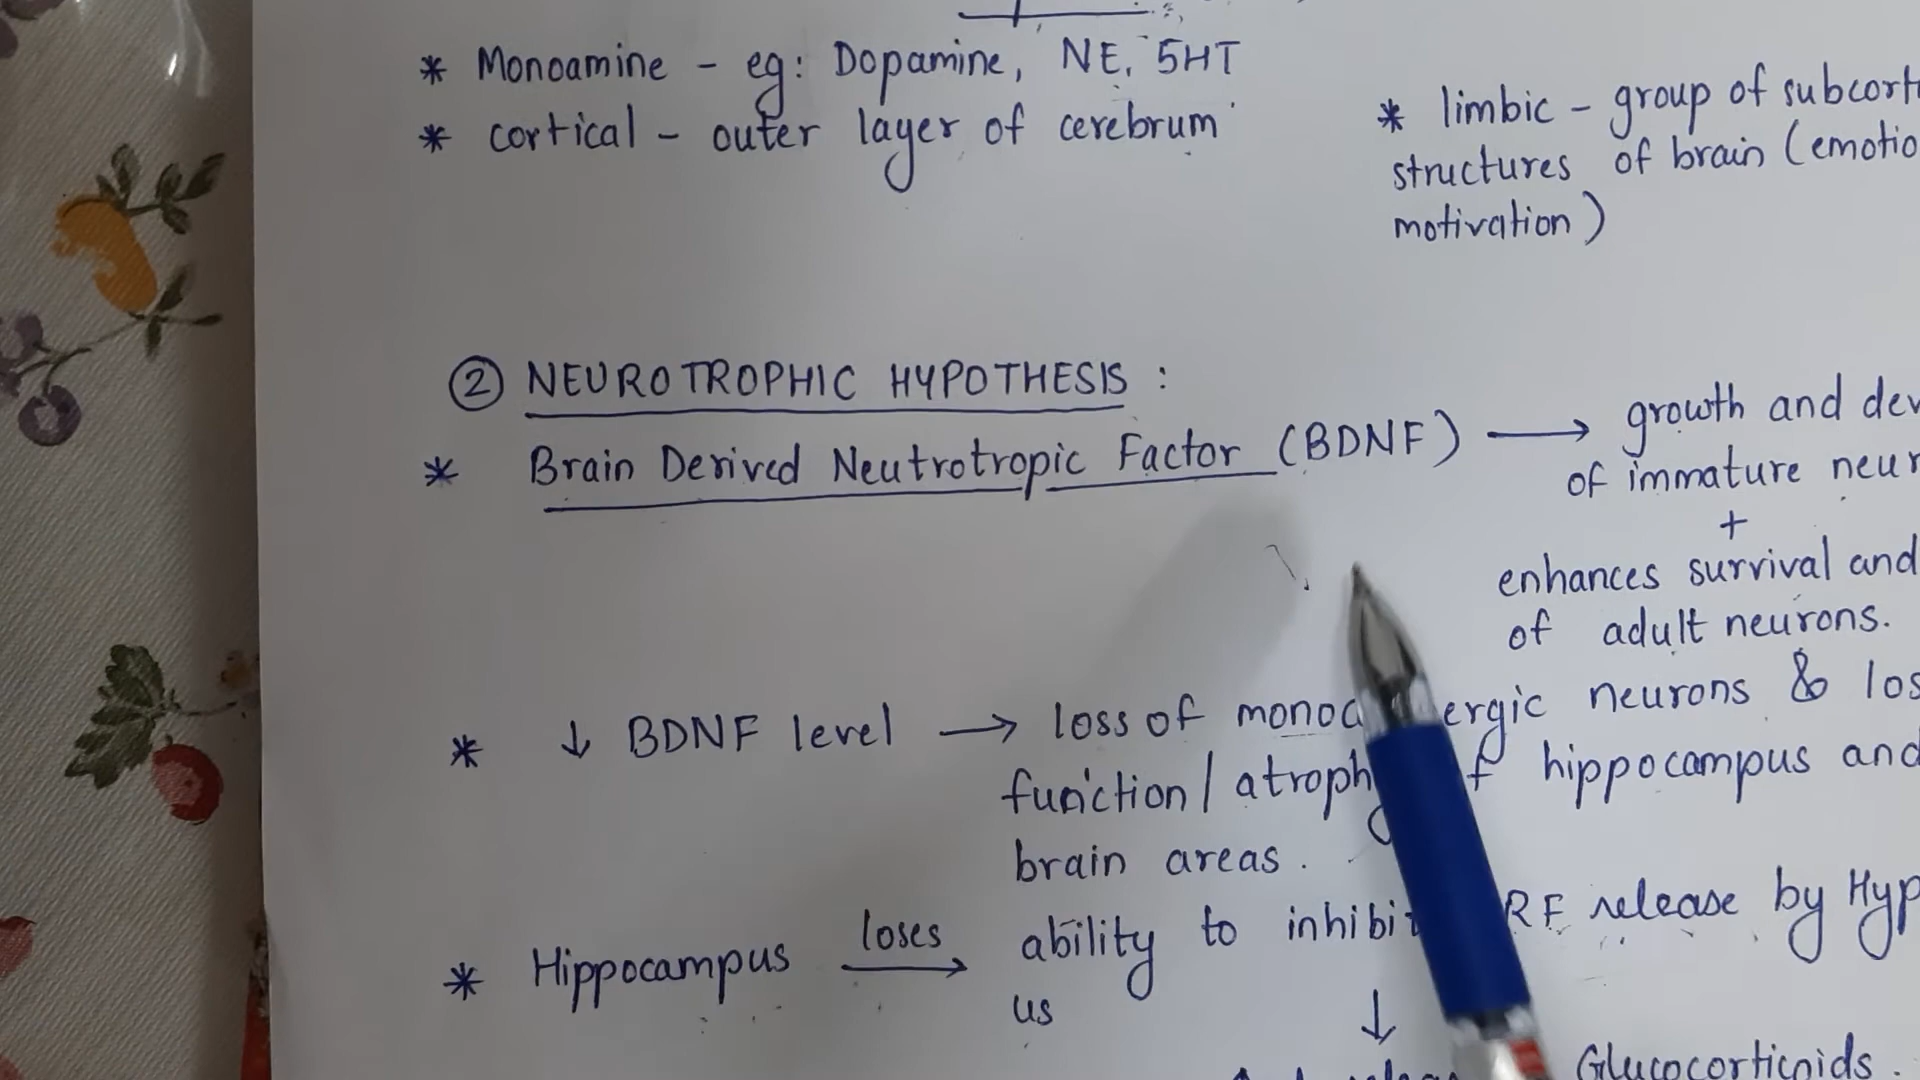 * Monoamine - eg: Dopamine, NE, 5HT
* cortical - outer layer of cerebrum
* limbic - group of subcort
structures of brain (emotio
motivation)
② NEUROTROPHIC HYPOTHESIS :
* Brain Derived Neutrotropic Factor (BDNF) → growth and dev
of immature neur
+
enhances survival and
of adult neurons.
* ↓ BDNF level → loss of monoa ergic neurons & los
function / atroph f hippocampus and
brain areas.
* Hippocampus loses → ability to inhibit RF release by Hyp
us
↓
Glucocorticoids.